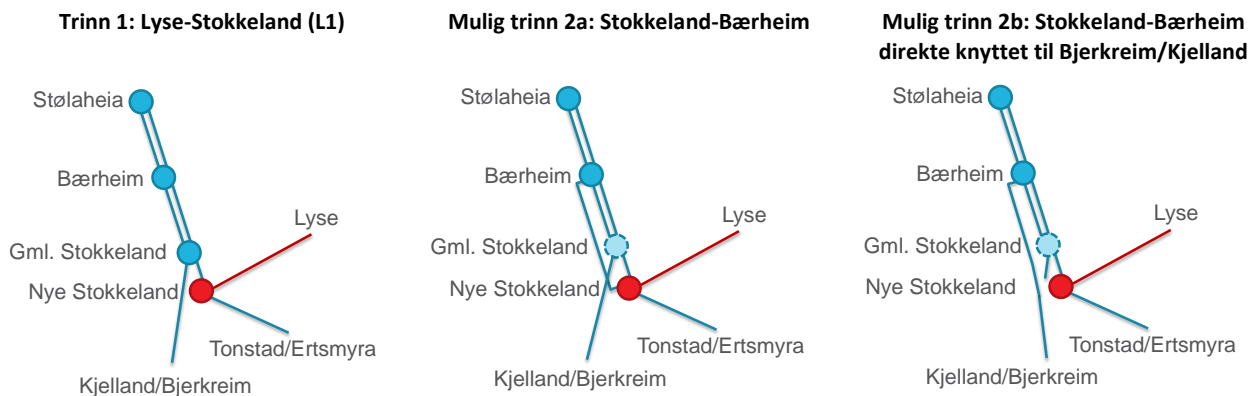 Trinn 1: Lyse-Stokkeland (L1)
Stølaheia
Bærheim
Lyse
Gml. Stokkeland
Nye Stokkeland
Tonstad/Ertsmyra
Kjelland/Bjerkreim
Mulig trinn 2a: Stokkeland-Bærheim
Stølaheia
Bærheim
Lyse
Gml. Stokkeland
Nye Stokkeland
Tonstad/Ertsmyra
Kjelland/Bjerkreim
Mulig trinn 2b: Stokkeland-Bærheim
direkte knyttet til Bjerkreim/Kjelland
Stølaheia
Bærheim
Lyse
Gml. Stokkeland
Nye Stokkeland
Tonstad/Ertsmyra
Kjelland/Bjerkreim